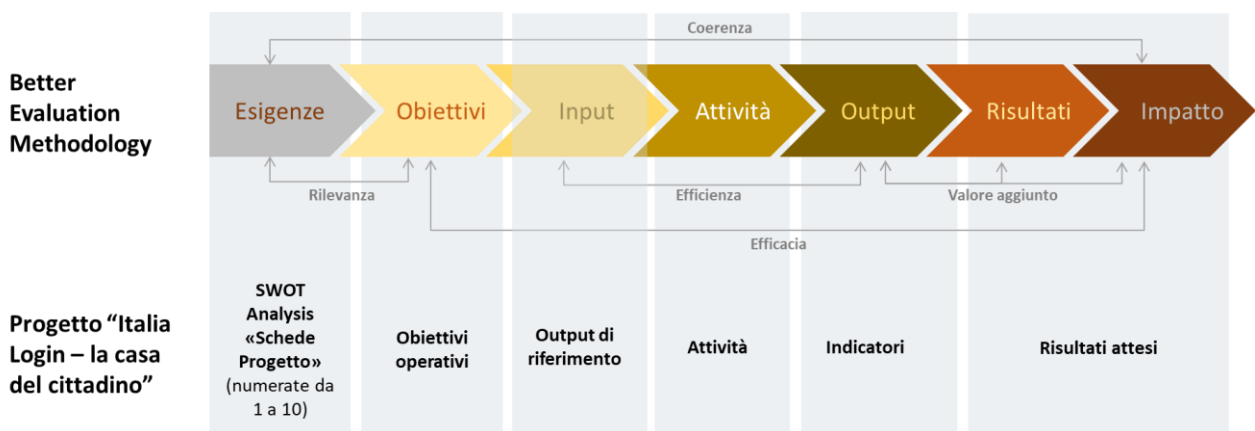 Coerenza
Better
Evaluation
Methodology
Esigenze
Obiettivi
Input
Attività
Output
Risultati
Impatto
Rilevanza
Efficienza
Valore aggiunto
Efficacia
Progetto “Italia
Login – la casa
del cittadino”
SWOT
Analysis
«Schede
Progetto»
(numerate da
1 a 10)
Obiettivi
operativi
Output di
riferimento
Attività
Indicatori
Risultati attesi